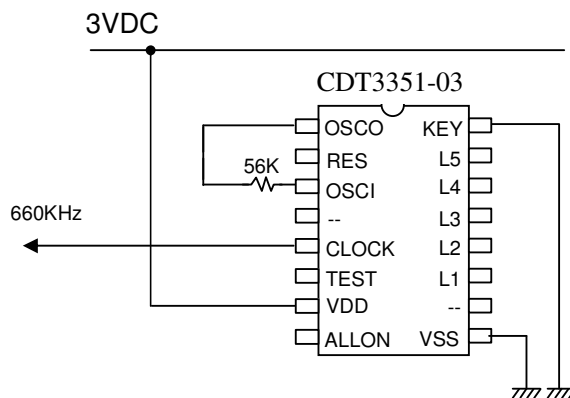 3VDC
CDT3351-03
OSCO KEY
RES L5
56K
OSCI L4
-- L3
660KHz
CLOCK L2
TEST L1
VDD --
ALLON VSS